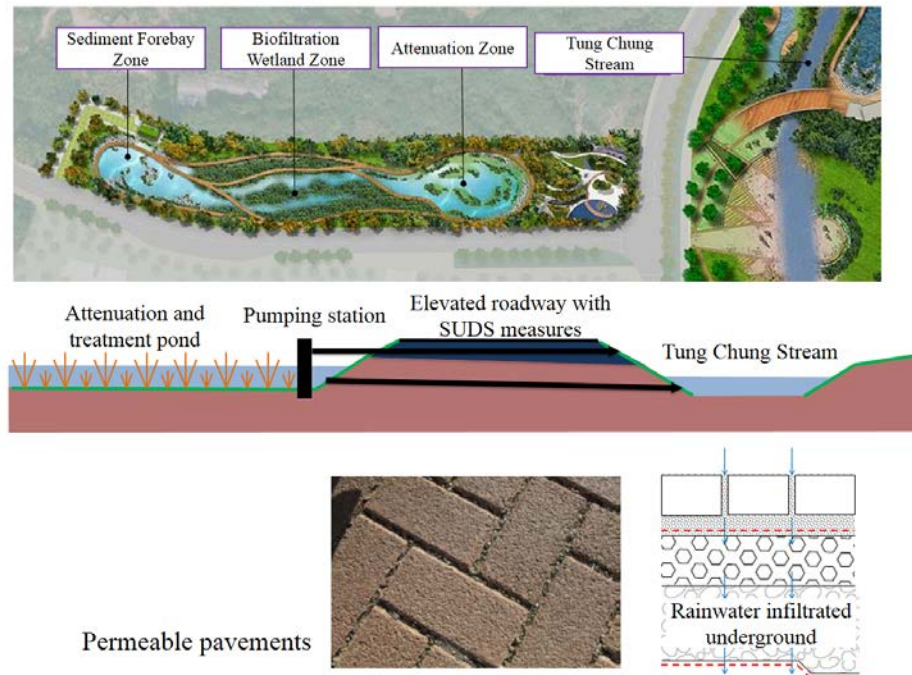 Sediment Forebay
Zone
Biofiltration
Wetland Zone
Attenuation Zone
Tung Chung
Stream
Attenuation and
treatment pond
Pumping station
Elevated roadway with
SUDS measures
Tung Chung Stream
Permeable pavements
Rainwater infiltrated
underground